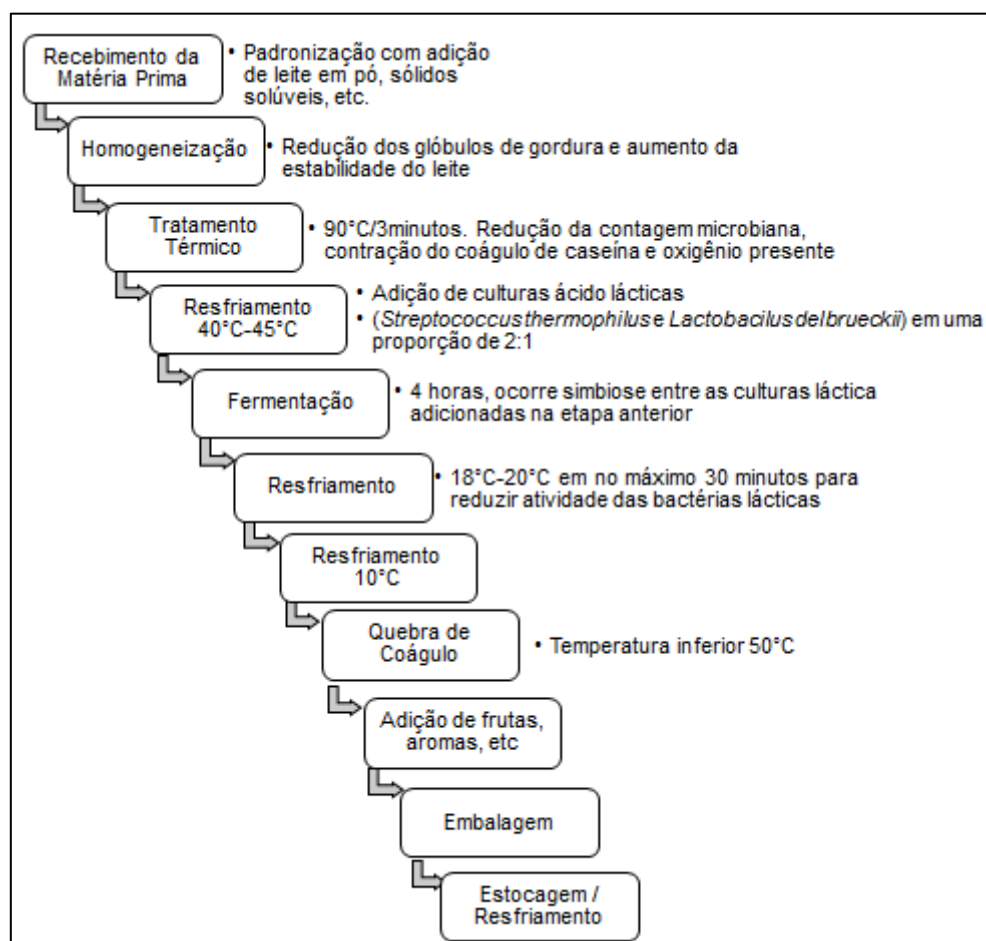 Recebimento da
Matéria Prima
• Padronização com adição
de leite em pó, sólidos
solúveis, etc.
Homogeneização
• Redução dos glóbulos de gordura e aumento da
estabilidade do leite
Tratamento
Térmico
• 90°C/3minutos. Redução da contagem microbiana,
contração do coágulo de caseína e oxigênio presente
Resfriamento
40°C-45°C
• Adição de culturas ácido lácticas
• (Streptococcus thermophilus e Lactobacilus delbrueckii) em uma
proporção de 2:1
Fermentação
• 4 horas, ocorre simbiose entre as culturas láctica
adicionadas na etapa anterior
Resfriamento
• 18°C-20°C em no máximo 30 minutos para
reduzir atividade das bactérias lácticas
Resfriamento
10°C
Quebra de
Coágulo
• Temperatura inferior 50°C
Adição de frutas,
aromas, etc
Embalagem
Estocagem /
Resfriamento